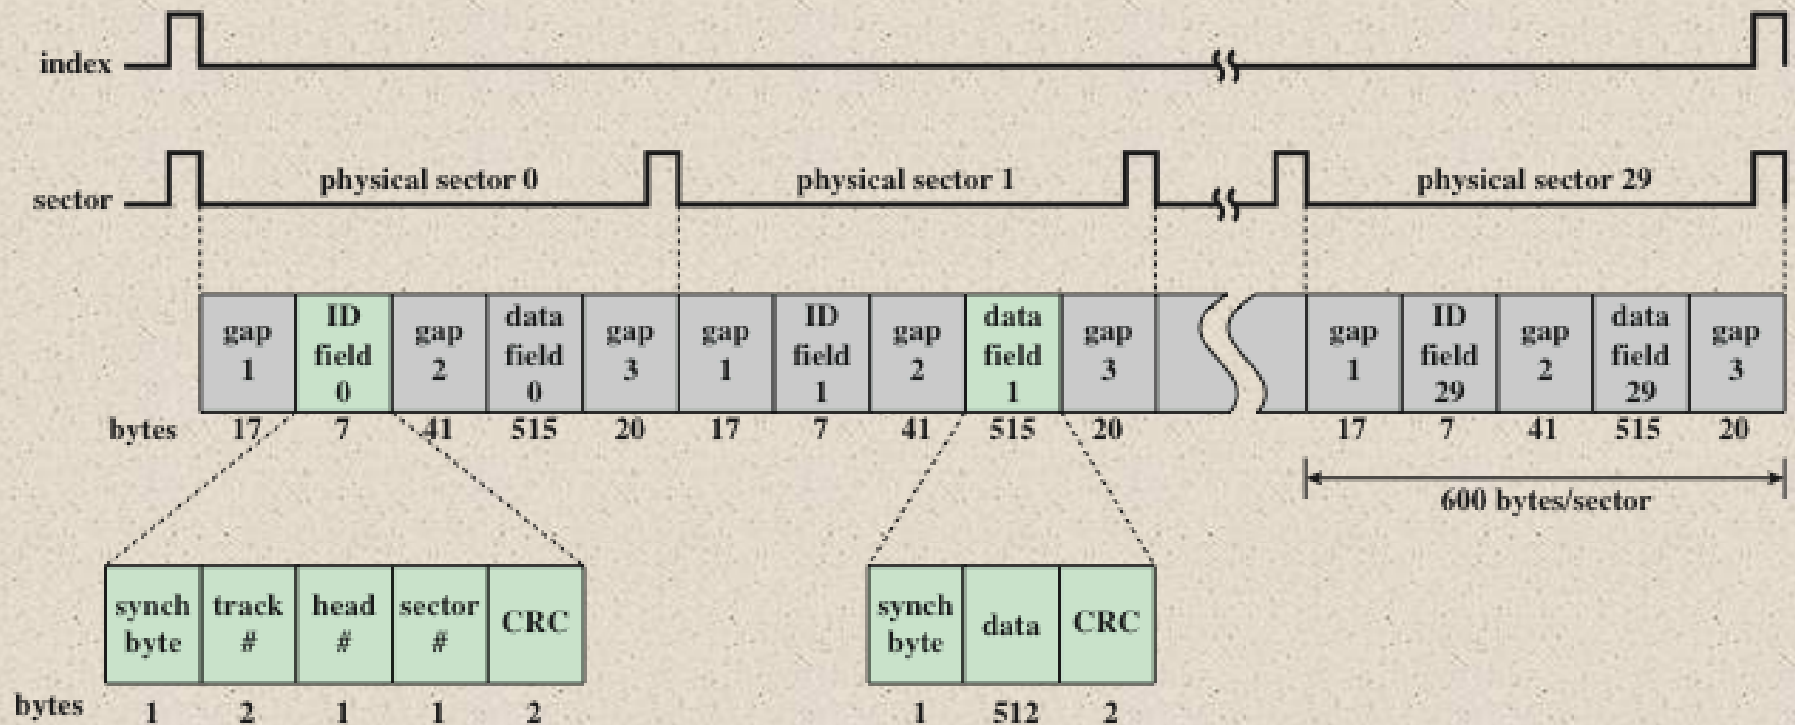 index
sector
physical sector 0
physical sector 1
physical sector 29
gap 1
ID field 0
gap 2
data field 0
gap 3
gap 1
ID field 1
gap 2
data field 1
gap 3
gap 1
ID field 29
gap 2
data field 29
gap 3
bytes 17 7 41 515 20 17 7 41 515 20 17 7 41 515 20
600 bytes/sector
synch byte
track #
head #
sector #
CRC
synch byte
data
CRC
bytes 1 2 1 1 2 1 512 2